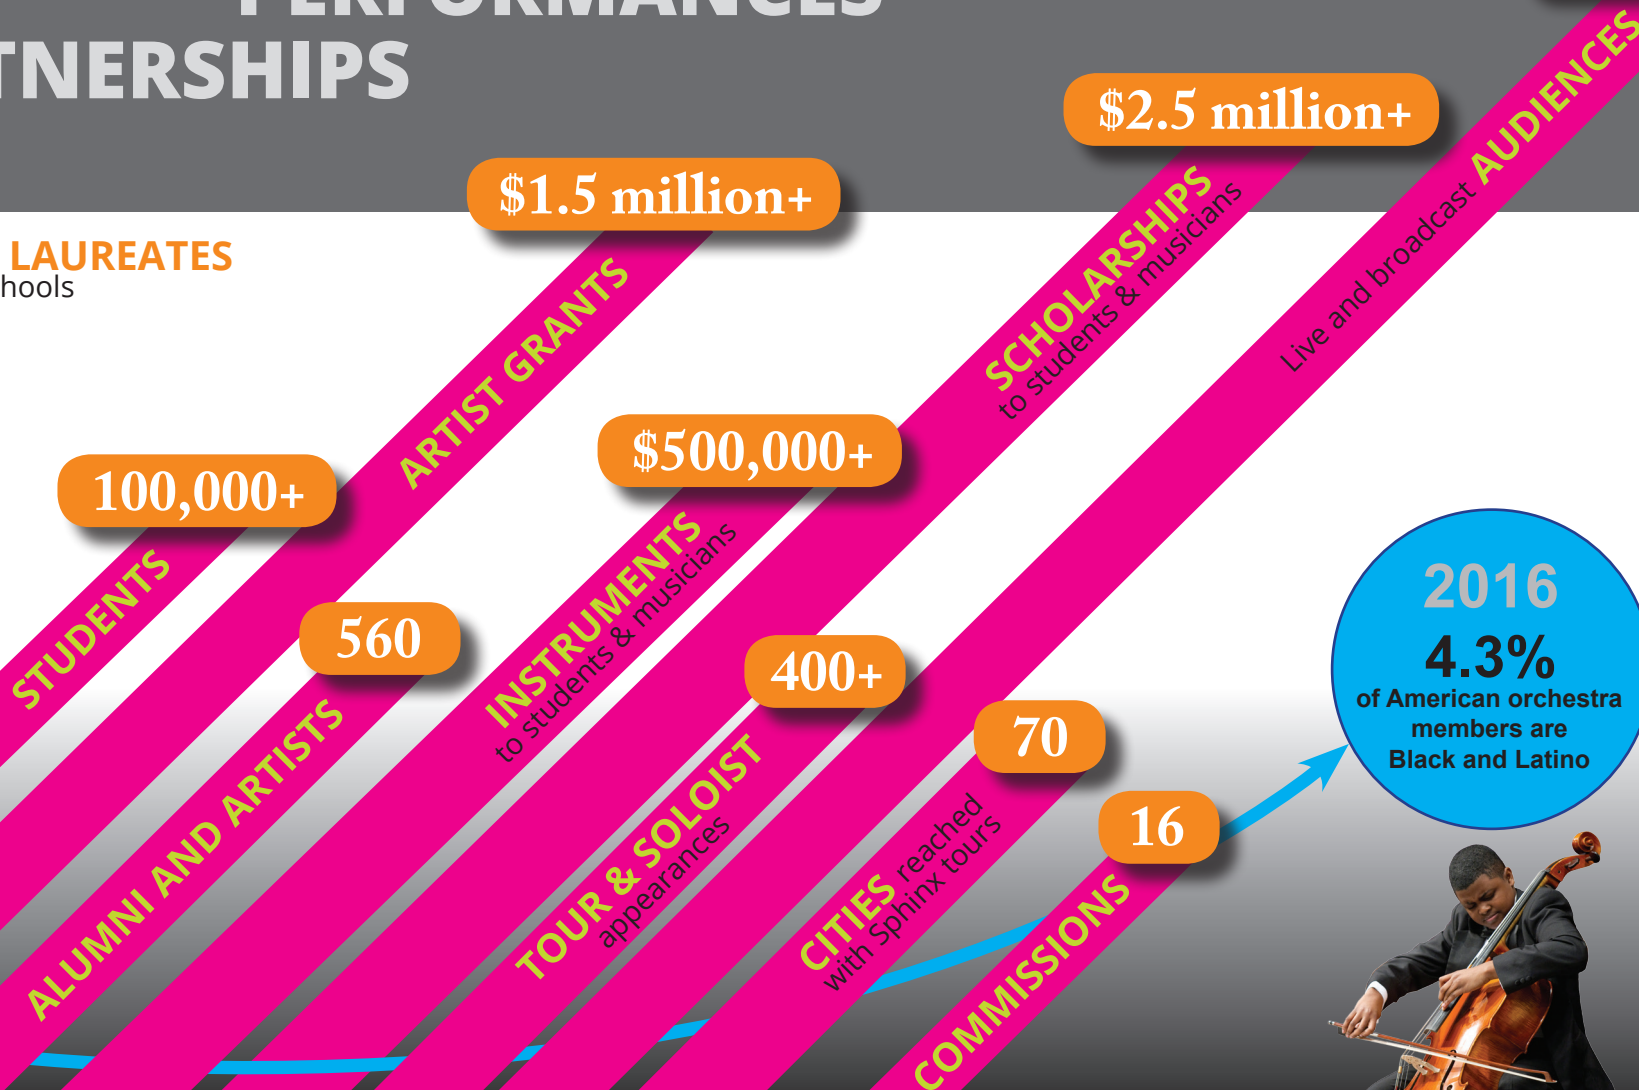 PERFORMANCES
TNERSHIPS
LAUREATES
hools
$1.5 million+
ARTIST GRANTS
$2.5 million+
SCHOLARSHIPS
to students & musicians
Live and broadcast AUDIENCES
100,000+
STUDENTS
$500,000+
INSTRUMENTS
to students & musicians
560
ALUMNI AND ARTISTS
400+
TOUR & SOLOIST
appearances
70
CITIES reached
with Sphinx tours
16
COMMISSIONS
2016
4.3%
of American orchestra
members are
Black and Latino